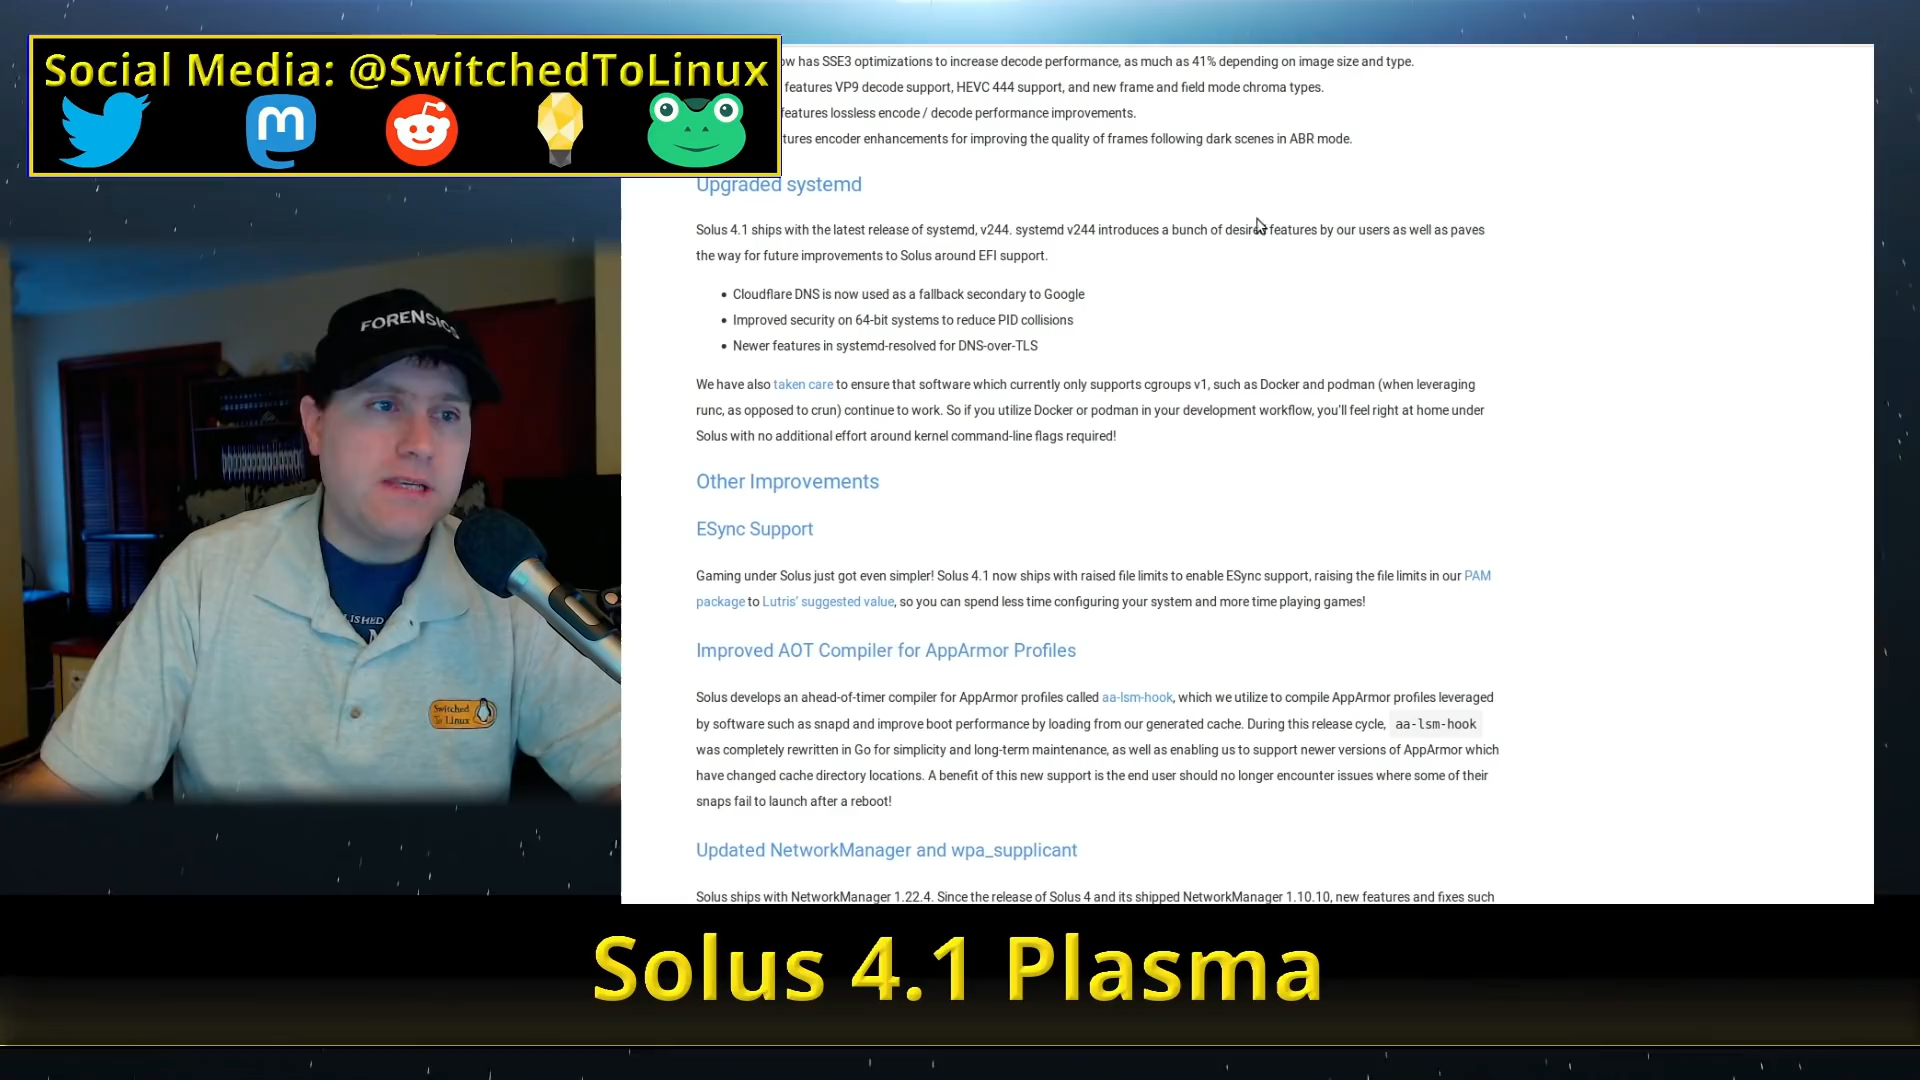 Social Media: @SwitchedToLinux
ow has SSE3 optimizations to increase decode performance, as much as 41% depending on image size and type.
features VP9 decode support, HEVC 444 support, and new frame and field mode chroma types.
features lossless encode / decode performance improvements.
tures encoder enhancements for improving the quality of frames following dark scenes in ABR mode.
Upgraded systemd
Solus 4.1 ships with the latest release of systemd, v244. systemd v244 introduces a bunch of desired features by our users as well as paves
the way for future improvements to Solus around EFI support.
• Cloudflare DNS is now used as a fallback secondary to Google
• Improved security on 64-bit systems to reduce PID collisions
• Newer features in systemd-resolved for DNS-over-TLS
We have also taken care to ensure that software which currently only supports cgroups v1, such as Docker and podman (when leveraging
runc, as opposed to crun) continue to work. So if you utilize Docker or podman in your development workflow, you'll feel right at home under
Solus with no additional effort around kernel command-line flags required!
Other Improvements
ESync Support
Gaming under Solus just got even simpler! Solus 4.1 now ships with raised file limits to enable ESync support, raising the file limits in our PAM
package to Lutris' suggested value, so you can spend less time configuring your system and more time playing games!
Improved AOT Compiler for AppArmor Profiles
Solus develops an ahead-of-timer compiler for AppArmor profiles called aa-lsm-hook, which we utilize to compile AppArmor profiles leveraged
by software such as snapd and improve boot performance by loading from our generated cache. During this release cycle, aa-lsm-hook
was completely rewritten in Go for simplicity and long-term maintenance, as well as enabling us to support newer versions of AppArmor which
have changed cache directory locations. A benefit of this new support is the end user should no longer encounter issues where some of their
snaps fail to launch after a reboot!
Updated NetworkManager and wpa_supplicant
Solus ships with NetworkManager 1.22.4. Since the release of Solus 4 and its shipped NetworkManager 1.10.10, new features and fixes such
FORENSICS
LISHED
Switched
To Linux
Solus 4.1 Plasma